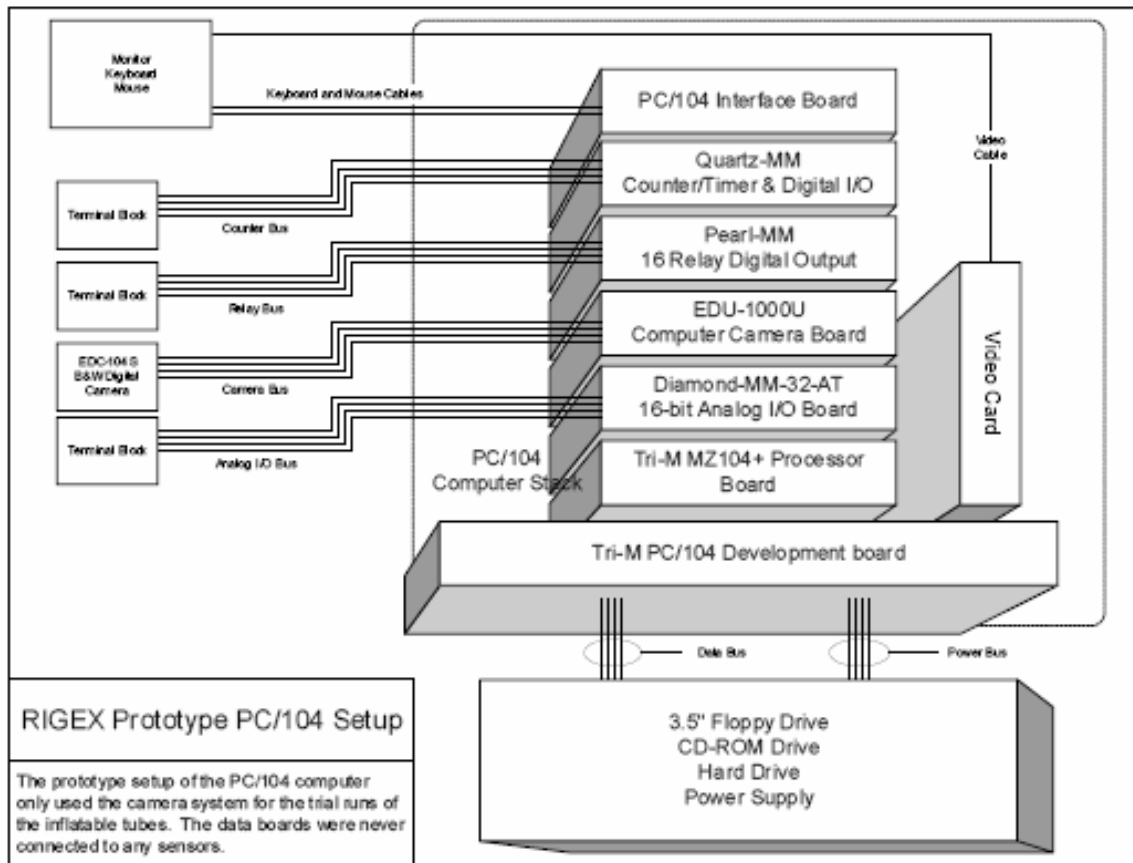 Monitor
Keyboard
Mouse
Keyboard and Mouse Cables
PC/104 Interface Board
Video
Cable
Quartz-MM
Counter/Timer & Digital I/O
Terminal Block
Counter Bus
Pearl-MM
16 Relay Digital Output
Terminal Block
Relay Bus
EDU-1000U
Computer Camera Board
EDC-104S
B&W Digital
Camera
Camera Bus
Video Card
Diamond-MM-32-AT
16-bit Analog I/O Board
Terminal Block
Analog I/O Bus
PC/104
Computer Stack
Tri-M MZ104+ Processor
Board
Tri-M PC/104 Development board
Data Bus
Power Bus
3.5" Floppy Drive
CD-ROM Drive
Hard Drive
Power Supply
RIGEX Prototype PC/104 Setup
The prototype setup of the PC/104 computer
only used the camera system for the trial runs of
the inflatable tubes. The data boards were never
connected to any sensors.